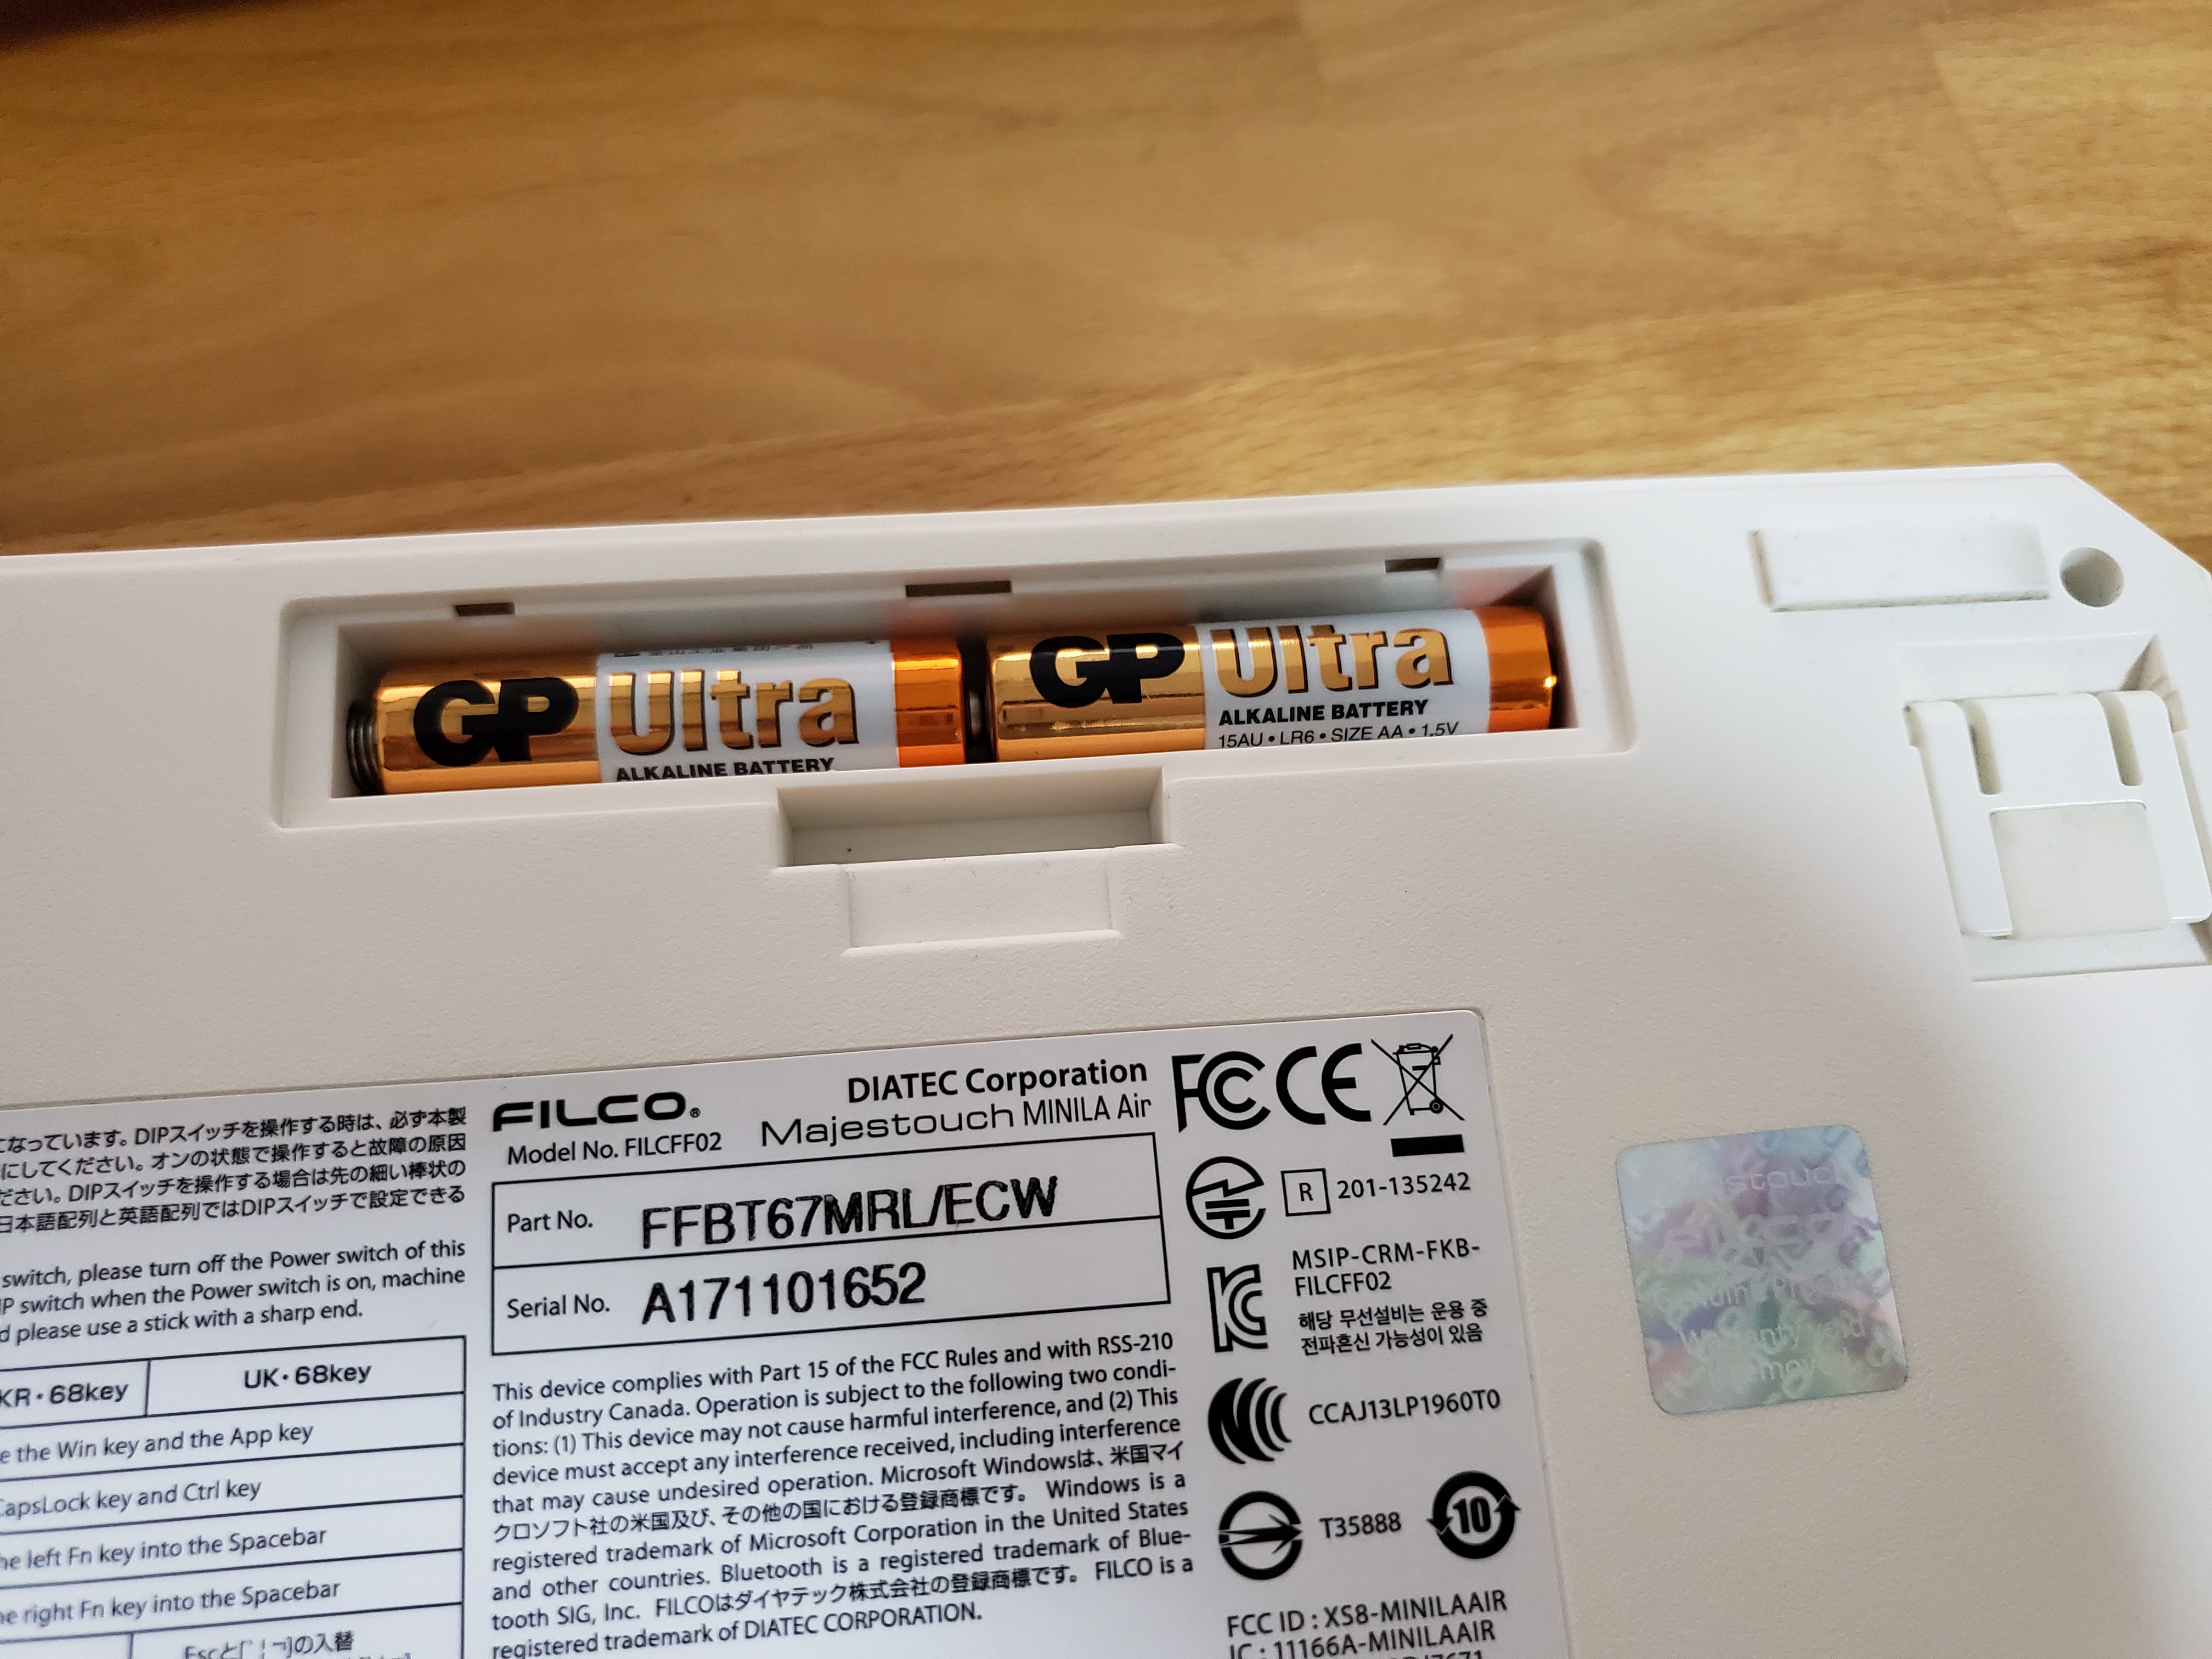 GP Ultra
ALKALINE BATTERY
GP Ultra
ALKALINE BATTERY
15AU • LR6 • SIZE AA • 1.5V
なっています。DIPスイッチを操作する時は、必ず本製
にしてください。オンの状態で操作すると故障の原因
ださい。DIPスイッチを操作する場合は先の細い棒状の
日本語配列と英語配列ではDIPスイッチで設定できる
switch, please turn off the Power switch of this
switch when the Power switch is on, machine
please use a stick with a sharp end.
KR・68key
UK・68key
the Win key and the App key
CapsLock key and Ctrl key
the left Fn key into the Spacebar
right Fn key into the Spacebar
の入替
FILCO®
DIATEC Corporation
Model No. FILCFF02
Majestouch MINILA Air
Part No. FFBT67MRL/ECW
Serial No. A171101652
This device complies with Part 15 of the FCC Rules and with RSS-210
of Industry Canada. Operation is subject to the following two condi-
tions: (1) This device may not cause harmful interference, and (2) This
device must accept any interference received, including interference
that may cause undesired operation. Microsoft Windowsは、米国マイ
クロソフト社の米国及び、その他の国における登録商標です。 Windows is a
registered trademark of Microsoft Corporation in the United States
and other countries. Bluetooth is a registered trademark of Blue-
tooth SIG, Inc. FILCOはダイヤテック株式会社の登録商標です。 FILCO is a
registered trademark of DIATEC CORPORATION.
FC CE
R 201-135242
MSIP-CRM-FKB-
FILCFF02
해당 무선설비는 운용 중
전파혼신 가능성이 있음
CCAJ13LP1960T0
T35888
10
FCC ID : XS8-MINILAAIR
IC : 11166A-MINILAAIR
Warranty void